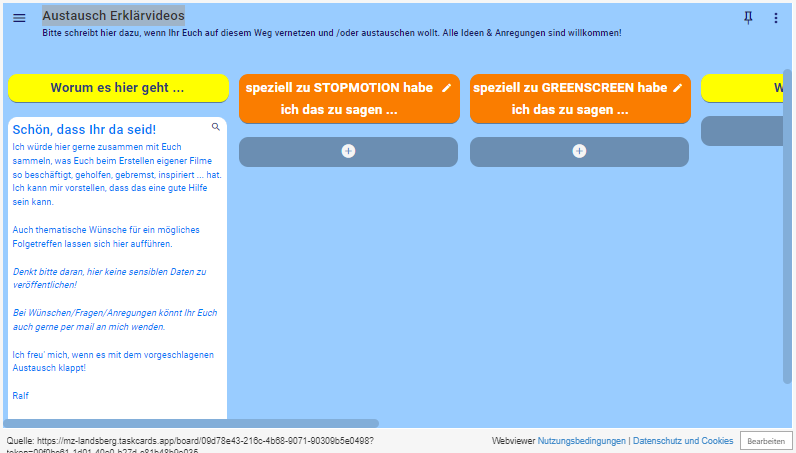 Austausch Erklärvideos
Bitte schreibt hier dazu, wenn Ihr Euch auf diesem Weg vernetzen und /oder austauschen wollt. Alle Ideen & Anregungen sind willkommen!
Worum es hier geht ...
Schön, dass Ihr da seid!
Ich würde hier gerne zusammen mit Euch
sammeln, was Euch beim Erstellen eigener Filme
so beschäftigt, geholfen, gebremst, inspiriert ... hat.
Ich kann mir vorstellen, dass das eine gute Hilfe
sein kann.
Auch thematische Wünsche für ein mögliches
Folgetreffen lassen sich hier aufführen.
Denkt bitte daran, hier keine sensiblen Daten zu
veröffentlichen!
Bei Wünschen/Fragen/Anregungen könnt Ihr Euch
auch gerne per mail an mich wenden.
Ich freu' mich, wenn es mit dem vorgeschlagenen
Austausch klappt!
Ralf
speziell zu STOPMOTION habe
ich das zu sagen ...
speziell zu GREENSCREEN habe
ich das zu sagen ...
W
Quelle: https://mz-landsberg.taskcards.app/board/09d78e43-216c-4b68-9071-90309b5e0498?
Webviewer Nutzungsbedingungen | Datenschutz und Cookies
Bearbeiten